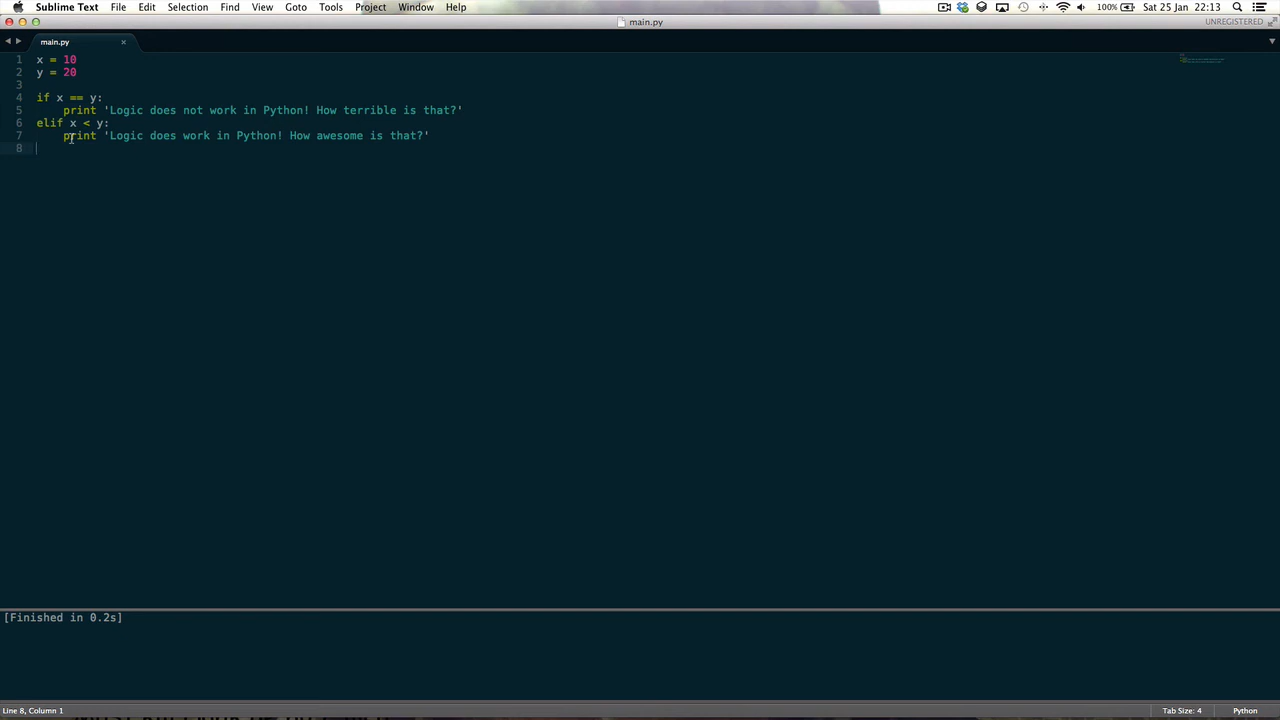 Sublime Text File Edit Selection Find View Goto Tools Project Window Help 100% Sat 25 Jan 22:13
main.py UNREGISTERED
main.py
1 x = 10
2 y = 20
3
4 if x == y:
5 print 'Logic does not work in Python! How terrible is that?'
6 elif x < y:
7 print 'Logic does work in Python! How awesome is that?'
8
[Finished in 0.2s]
Line 8, Column 1 Tab Size: 4 Python